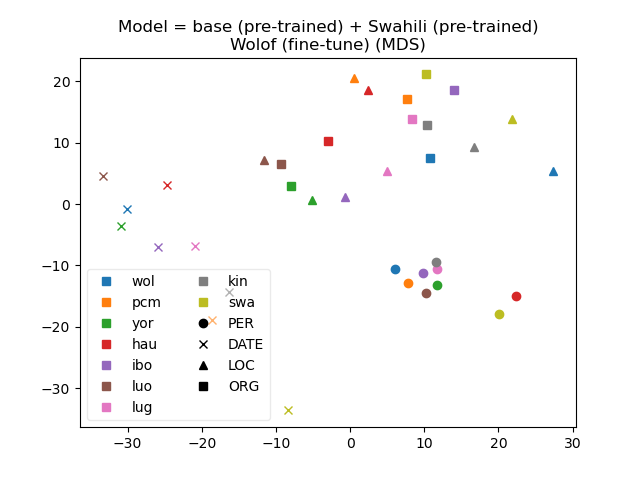 Model = base (pre-trained) + Swahili (pre-trained)
Wolof (fine-tune) (MDS)
20
10
0
−10
−20
−30
wol
pcm
yor
hau
ibo
luo
lug
kin
swa
PER
DATE
LOC
ORG
−30
−20
−10
0
10
20
30